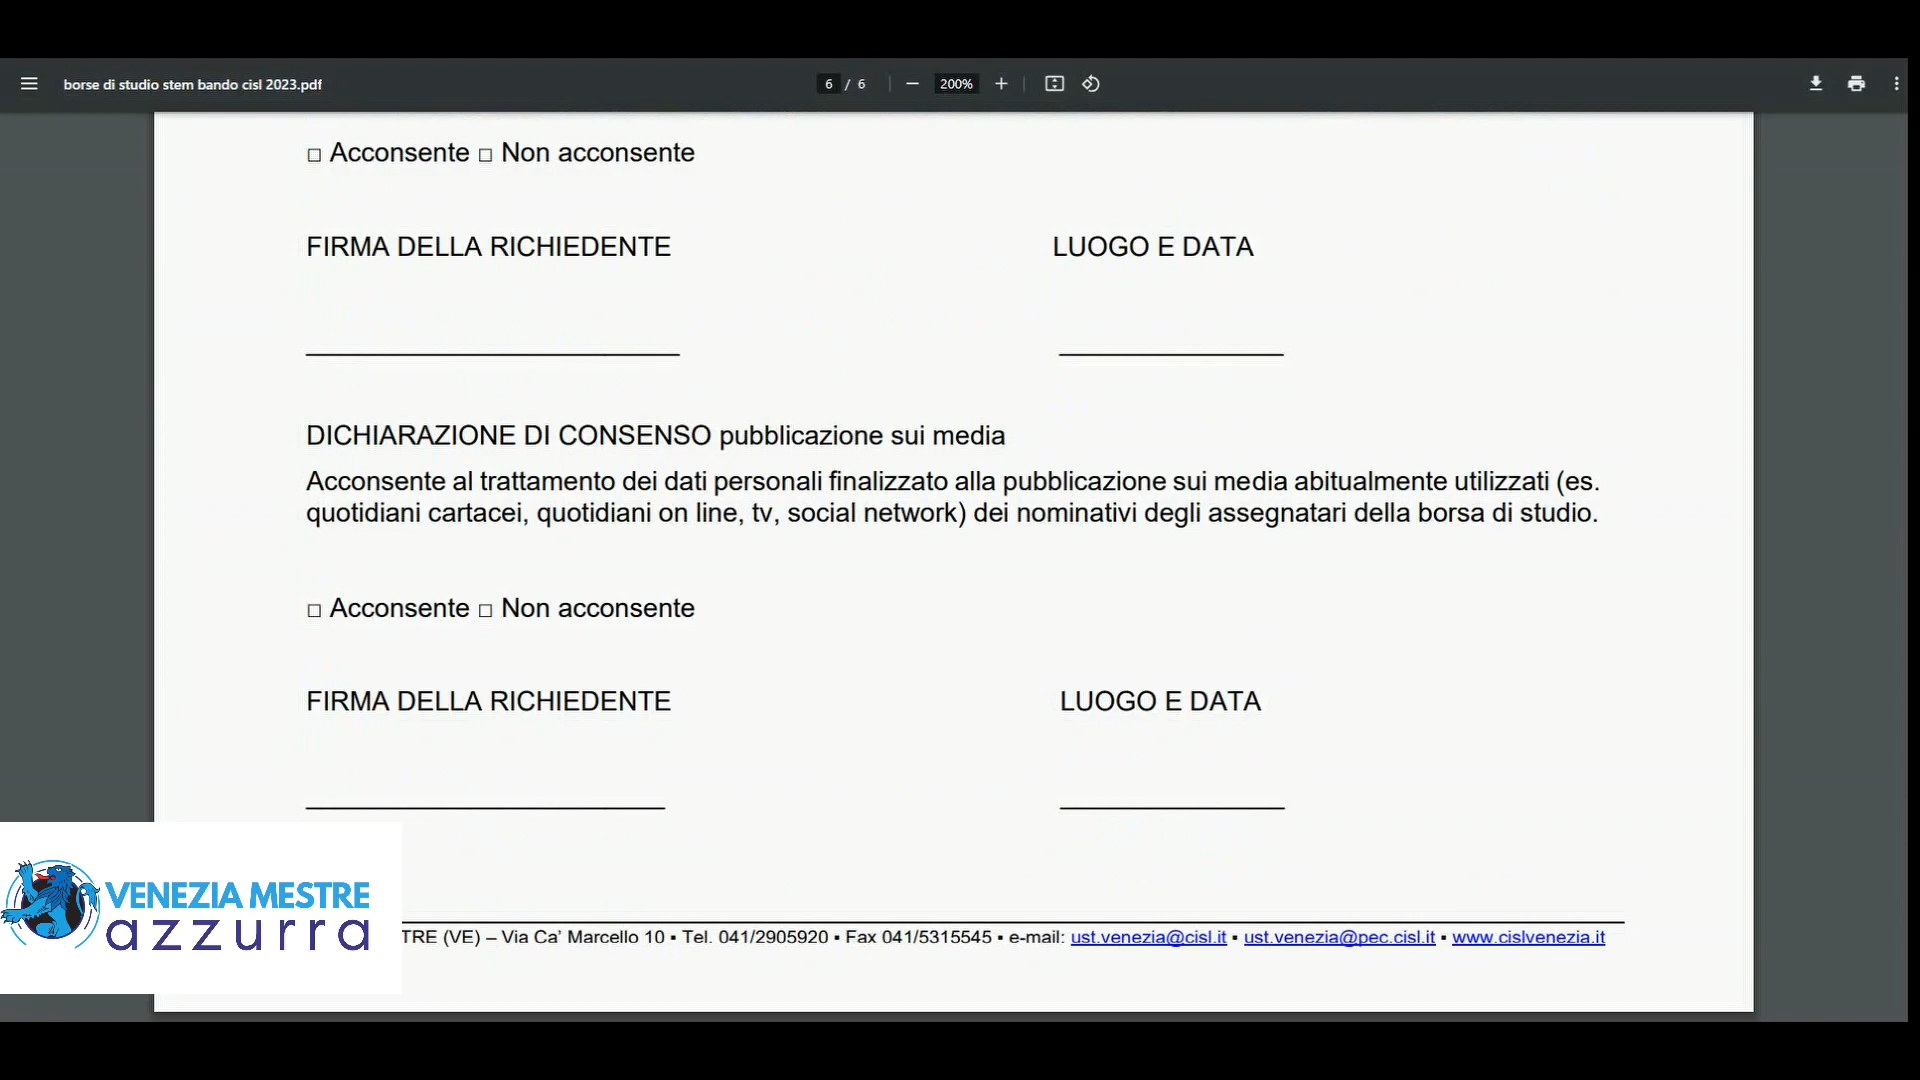 borse di studio stem bando cisl 2023.pdf
6 / 6
200%
□ Acconsente □ Non acconsente
FIRMA DELLA RICHIEDENTE LUOGO E DATA
DICHIARAZIONE DI CONSENSO pubblicazione sui media
Acconsente al trattamento dei dati personali finalizzato alla pubblicazione sui media abitualmente utilizzati (es.
quotidiani cartacei, quotidiani on line, tv, social network) dei nominativi degli assegnatari della borsa di studio.
□ Acconsente □ Non acconsente
FIRMA DELLA RICHIEDENTE LUOGO E DATA
VENEZIA MESTRE
azzurra
TRE (VE) – Via Ca’ Marcello 10 ▪ Tel. 041/2905920 ▪ Fax 041/5315545 ▪ e-mail: ust.venezia@cisl.it ▪ ust.venezia@pec.cisl.it ▪ www.cislvenezia.it